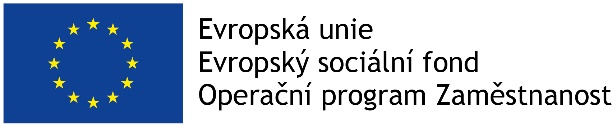 Evropská unie
Evropský sociální fond
Operační program Zaměstnanost